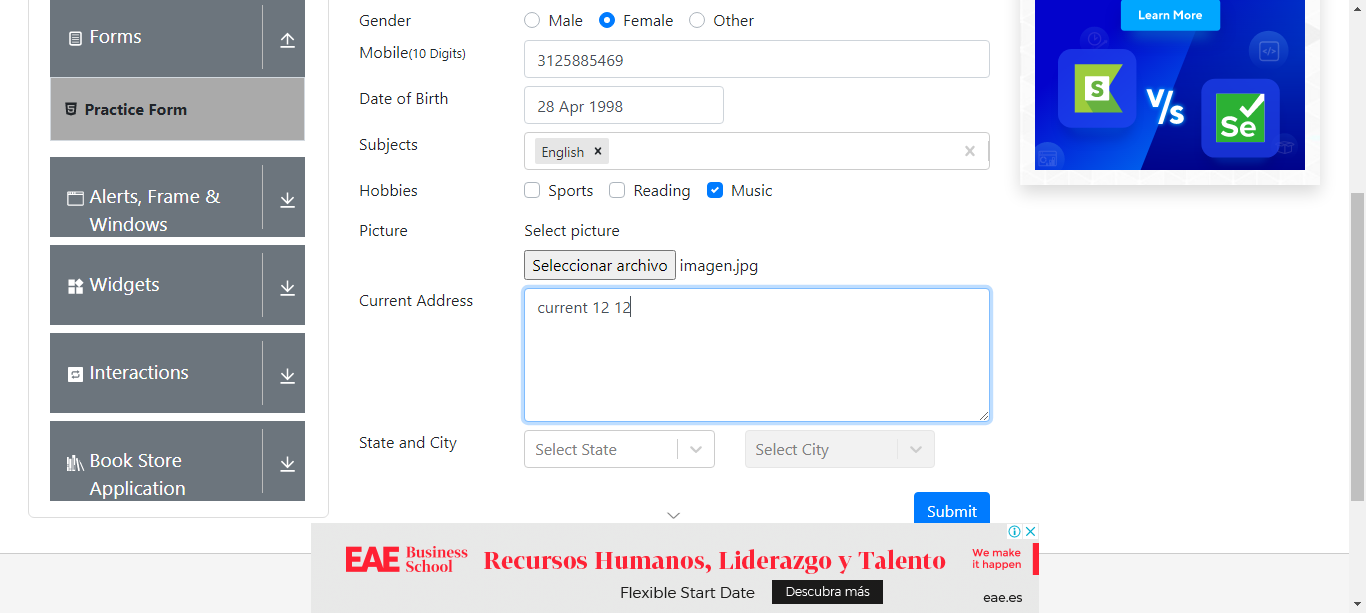 Forms
Practice Form
Alerts, Frame &
Windows
Widgets
Interactions
Book Store
Application
Gender
Male Female Other
Mobile(10 Digits)
3125885469
Date of Birth
28 Apr 1998
Subjects
English ×
Hobbies
Sports Reading Music
Picture
Select picture
Seleccionar archivo imagen.jpg
Current Address
current 12 12
State and City
Select State
Select City
Submit
Learn More
S
V/s
Se
EAE Business
School
Recursos Humanos, Liderazgo y Talento
Flexible Start Date
Descubra más
We make
it happen
eae.es